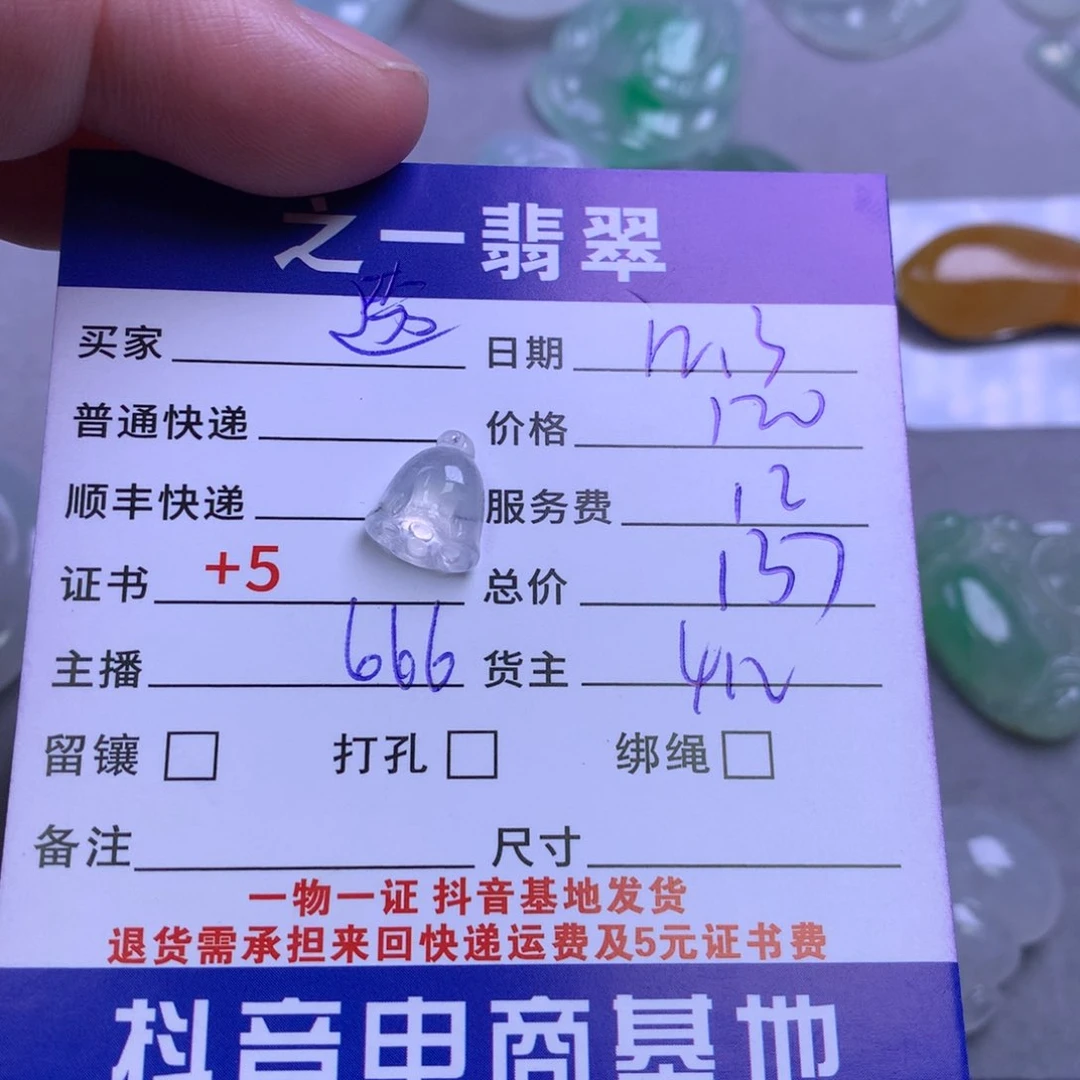 之一翡翠
买家 日期 12.3
普通快递 价格 120
顺丰快递 服务费 12
证书 +5 总价 137
主播 666 货主 412
留镶 打孔 绑绳
备注 尺寸
一物一证 抖音基地发货
退货需承担来回快递运费及5元证书费
抖音电商基地